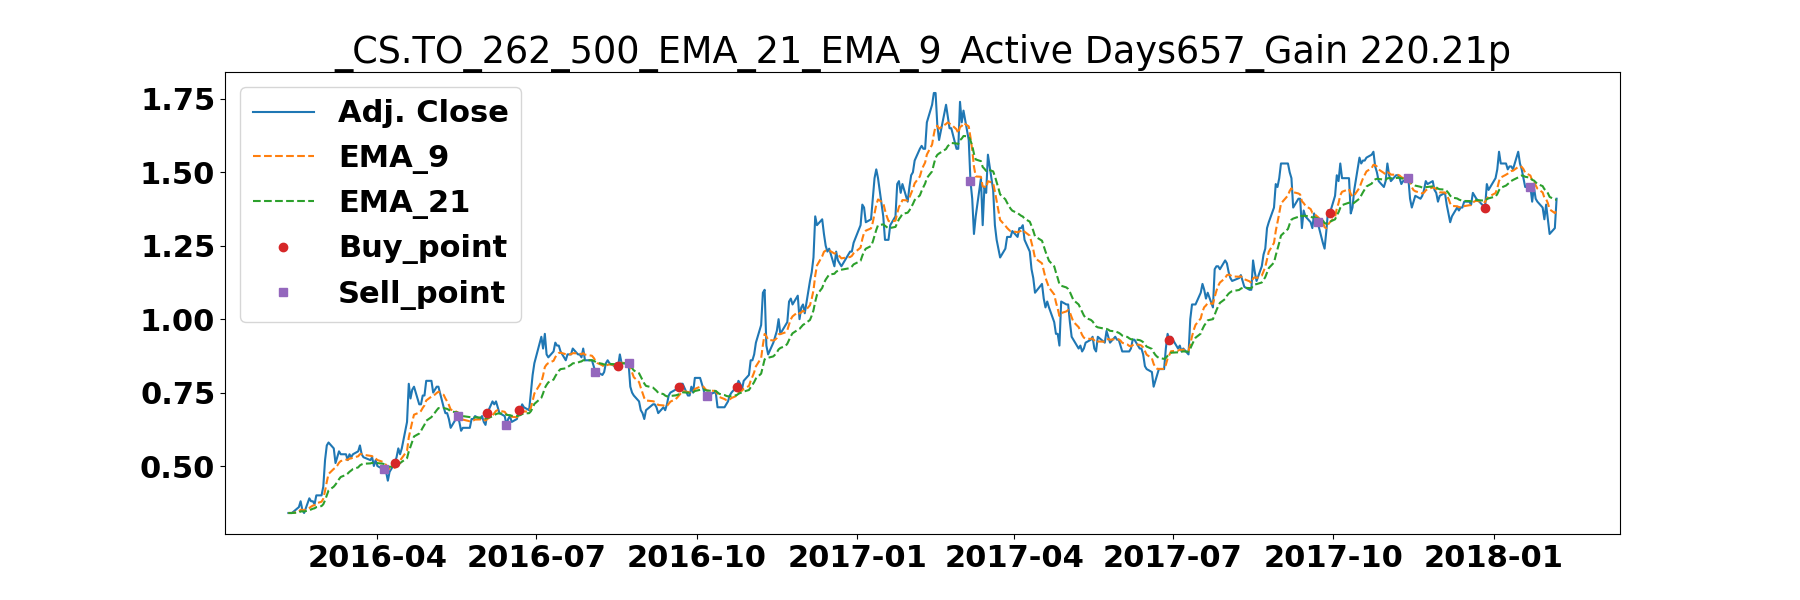 _CS.TO_262_500_EMA_21_EMA_9_Active Days657_Gain 220.21p
1.75
1.50
1.25
1.00
0.75
0.50
Adj. Close
EMA_9
EMA_21
Buy_point
Sell_point
2016-04 2016-07 2016-10 2017-01 2017-04 2017-07 2017-10 2018-01